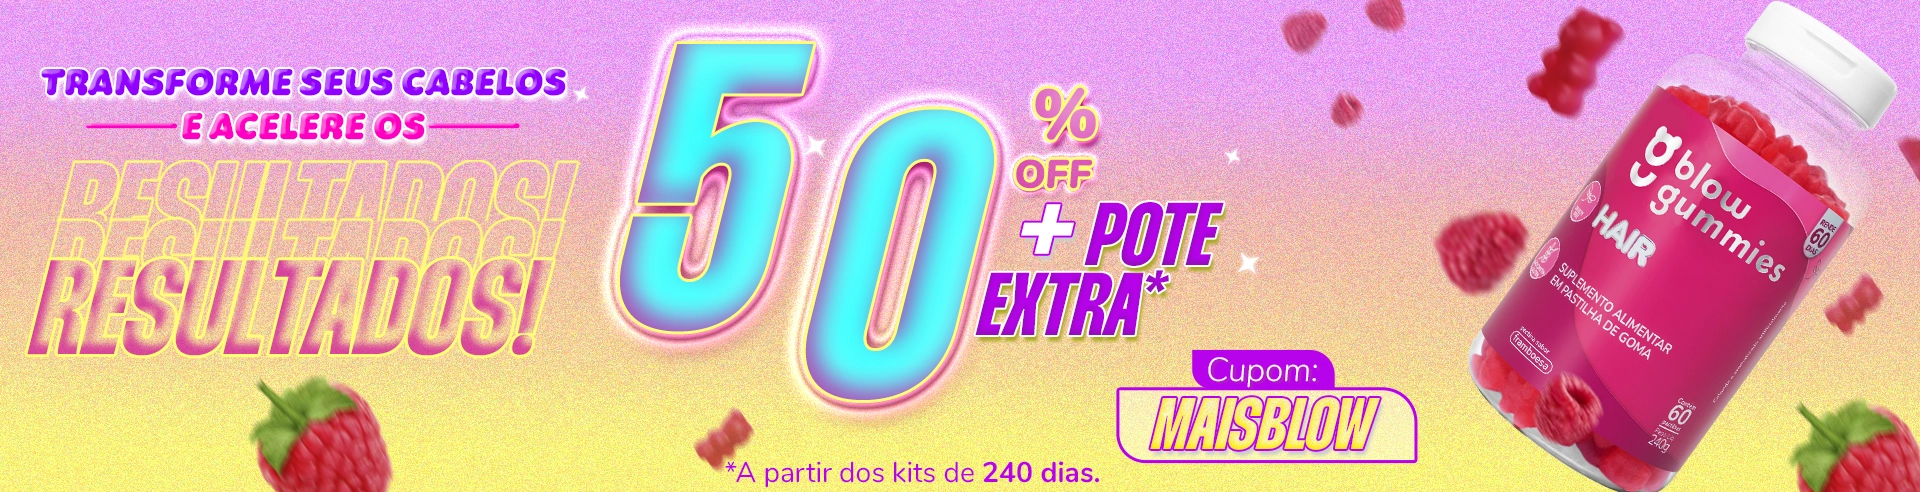 TRANSFORME SEUS CABELOS
E ACELERE OS
RESULTADOS!
RESULTADOS!
RESULTADOS!
50
%
OFF
+ POTE
EXTRA*
Cupom:
MAISBLOW
*A partir dos kits de 240 dias.
blow
gummies
HAIR
SUPLEMENTO ALIMENTAR
EM PASTILHA DE GOMA
framboesa
RENDE
60
DIAS
Contém
60
240g